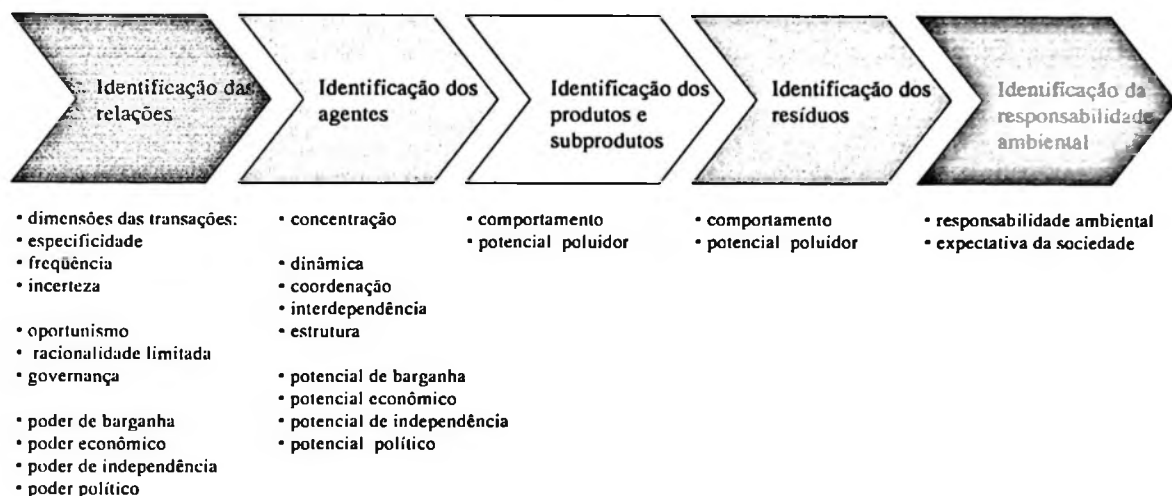 Identificação das
relações
Identificação dos
agentes
Identificação dos
produtos e
subprodutos
Identificação dos
resíduos
Identificação da
responsabilidade
ambiental
• dimensões das transações:
• especificidade
• freqüência
• incerteza
• oportunismo
• racionalidade limitada
• governança
• poder de barganha
• poder econômico
• poder de independência
• poder político
• concentração
• dinâmica
• coordenação
• interdependência
• estrutura
• potencial de barganha
• potencial econômico
• potencial de independência
• potencial político
• comportamento
• potencial poluidor
• comportamento
• potencial poluidor
• responsabilidade ambiental
• expectativa da sociedade